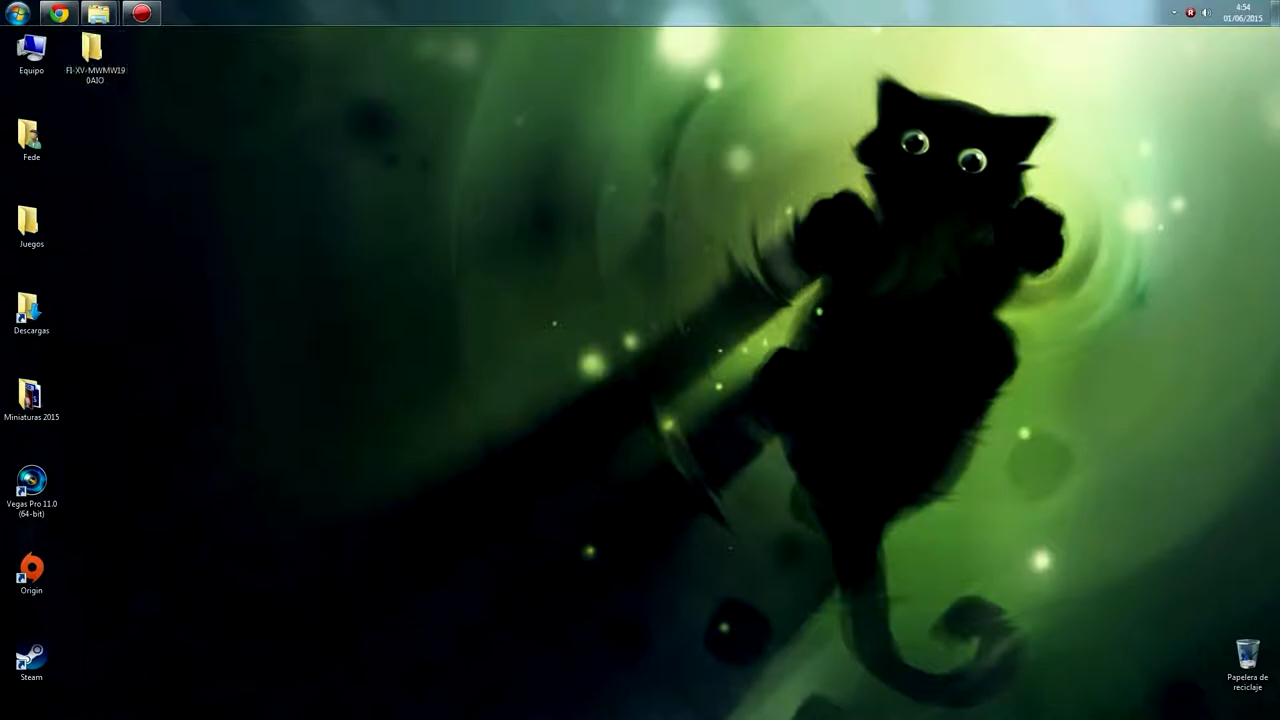 4:54
01/06/2015
Equipo
FI-XV-MWMW19
0AIO
Fede
Juegos
Descargas
Miniaturas 2015
Vegas Pro 11.0
(64-bit)
Origin
Steam
Papelera de
reciclaje